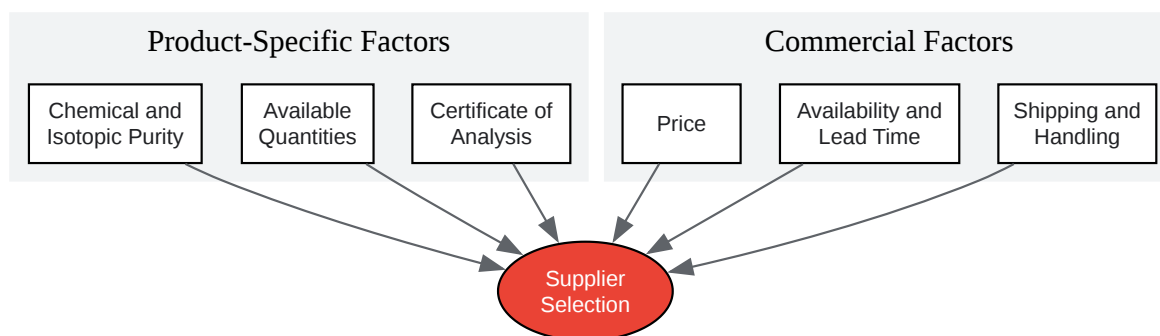 Product-Specific Factors
Chemical and
Isotopic Purity
Available
Quantities
Certificate of
Analysis
Commercial Factors
Price
Availability and
Lead Time
Shipping and
Handling
Supplier
Selection